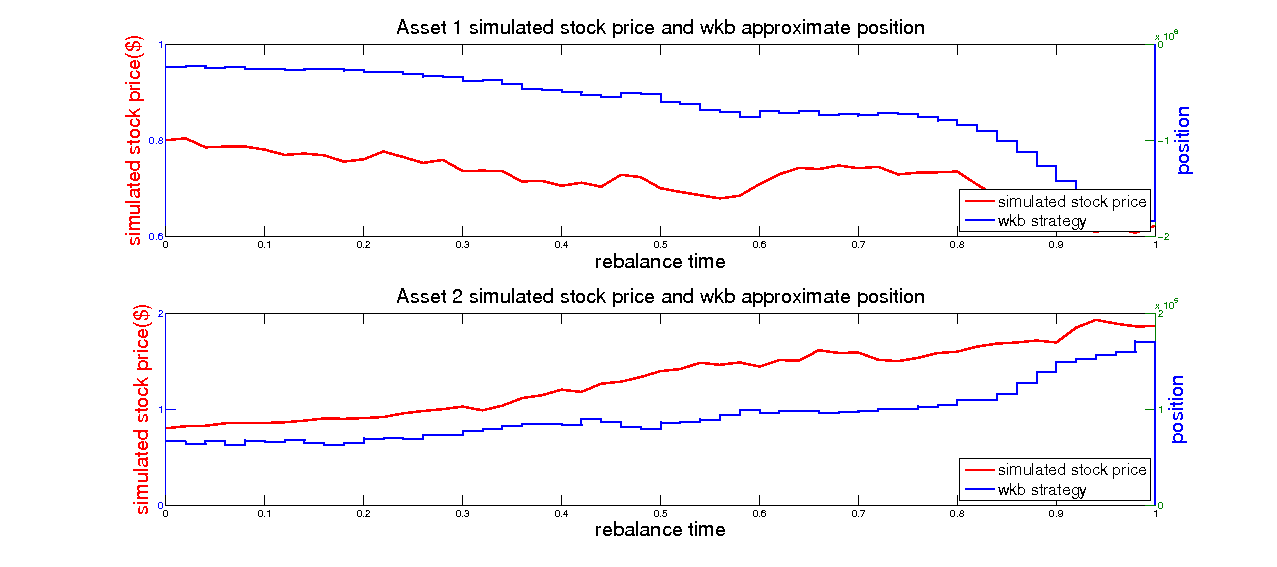 Asset 1 simulated stock price and wkb approximate position
simulated stock price($)
1
0.8
0.6
0
-1
-2
position
simulated stock price
wkb strategy
0 0.1 0.2 0.3 0.4 0.5 0.6 0.7 0.8 0.9 1
rebalance time
Asset 2 simulated stock price and wkb approximate position
simulated stock price($)
2
1
0
2
1
0
position
simulated stock price
wkb strategy
0 0.1 0.2 0.3 0.4 0.5 0.6 0.7 0.8 0.9 1
rebalance time